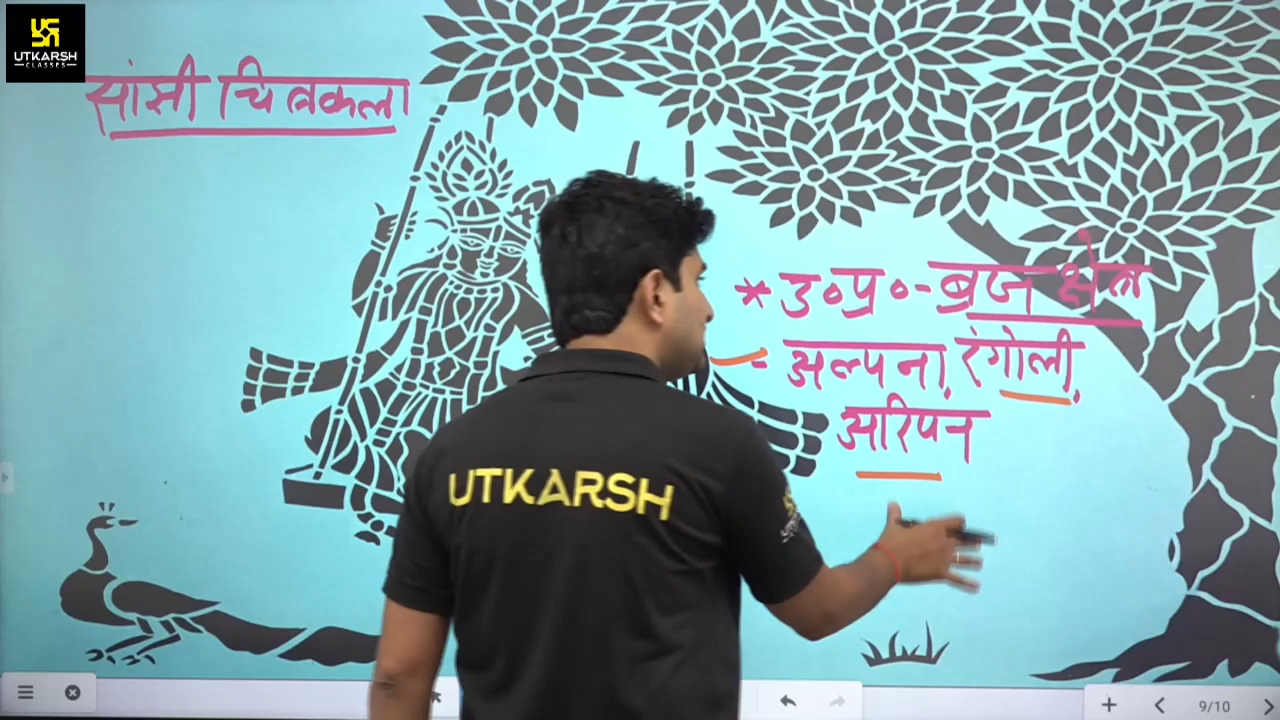 UTKARSH
CLASSES
सांझी चित्रकला
* उ०प्र०-ब्रज क्षेत्र
- अल्पना, रंगोली,
अरिपन
UTKARSH
9/10